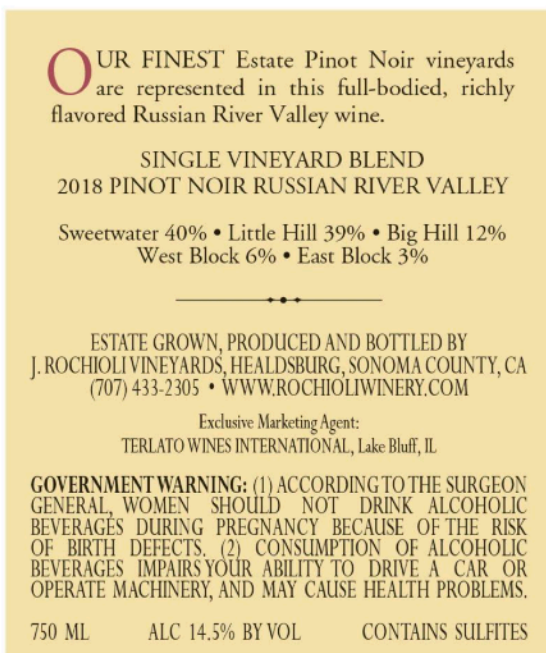 OUR FINEST Estate Pinot Noir vineyards
are represented in this full-bodied, richly
flavored Russian River Valley wine.
SINGLE VINEYARD BLEND
2018 PINOT NOIR RUSSIAN RIVER VALLEY
Sweetwater 40% • Little Hill 39% • Big Hill 12%
West Block 6% • East Block 3%
ESTATE GROWN, PRODUCED AND BOTTLED BY
J. ROCHIOLI VINEYARDS, HEALDSBURG, SONOMA COUNTY, CA
(707) 433-2305 • WWW.ROCHIOLIWINERY.COM
Exclusive Marketing Agent:
TERLATO WINES INTERNATIONAL, Lake Bluff, IL
GOVERNMENT WARNING: (1) ACCORDING TO THE SURGEON
GENERAL, WOMEN SHOULD NOT DRINK ALCOHOLIC
BEVERAGES DURING PREGNANCY BECAUSE OF THE RISK
OF BIRTH DEFECTS. (2) CONSUMPTION OF ALCOHOLIC
BEVERAGES IMPAIRS YOUR ABILITY TO DRIVE A CAR OR
OPERATE MACHINERY, AND MAY CAUSE HEALTH PROBLEMS.
750 ML ALC 14.5% BY VOL CONTAINS SULFITES